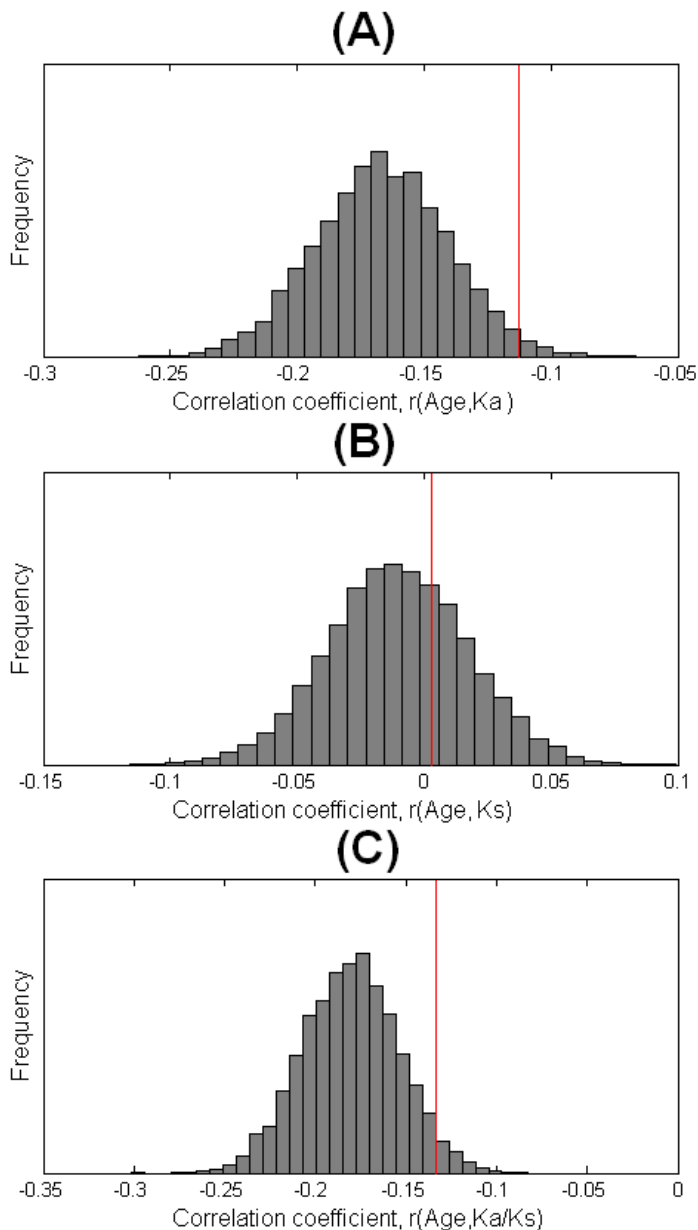 (A)
Frequency
-0.3 -0.25 -0.2 -0.15 -0.1 -0.05
Correlation coefficient, r(Age,Ka )
(B)
Frequency
-0.15 -0.1 -0.05 0 0.05 0.1
Correlation coefficient, r(Age, Ks)
(C)
Frequency
-0.35 -0.3 -0.25 -0.2 -0.15 -0.1 -0.05 0
Correlation coefficient, r(Age,Ka/Ks)